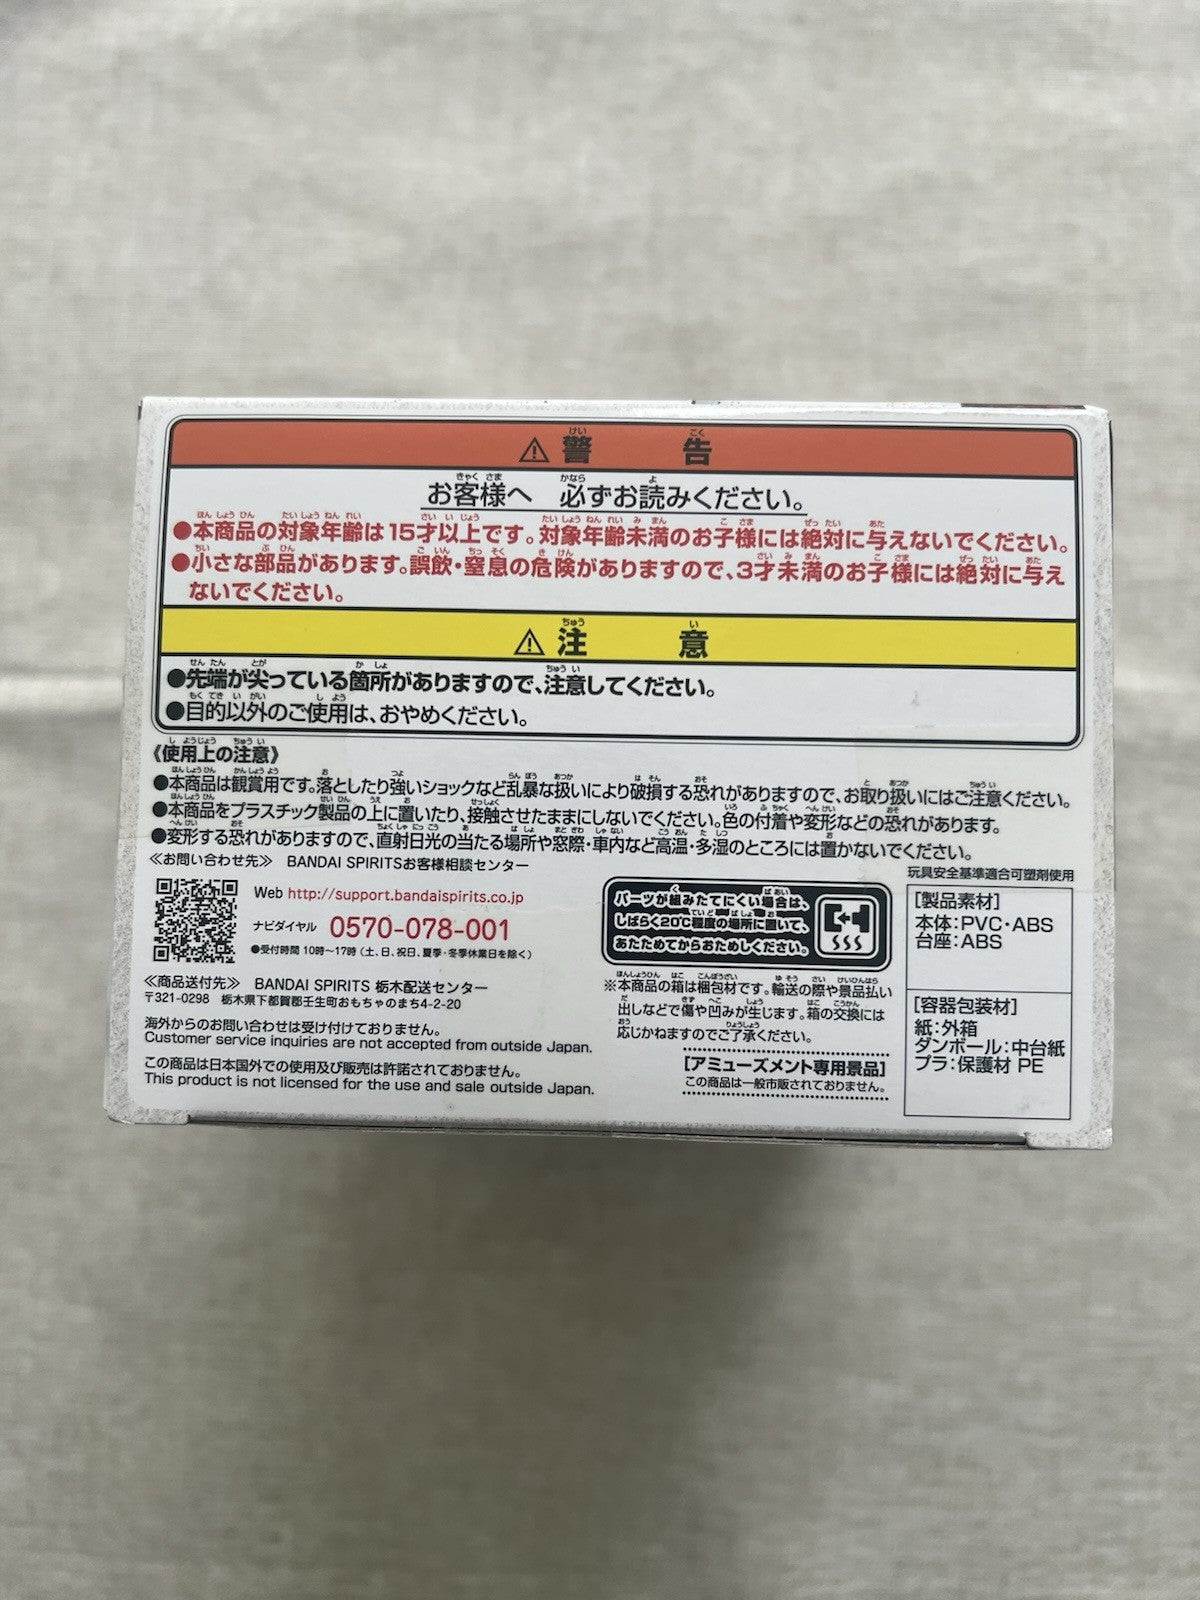 ⚠警告
お客様へ 必ずお読みください。
●本商品の対象年齢は15才以上です。対象年齢未満のお子様には絶対に与えないでください。
●小さな部品があります。誤飲・窒息の危険がありますので、3才未満のお子様には絶対に与え
ないでください。
⚠注意
●先端が尖っている箇所がありますので、注意してください。
●目的以外のご使用は、おやめください。
《使用上の注意》
●本商品は観賞用です。落としたり強いショックなど乱暴な扱いにより破損する恐れがありますので、お取り扱いにはご注意ください。
●本商品をプラスチック製品の上に置いたり、接触させたままにしないでください。色の付着や変形などの恐れがあります。
●変形する恐れがありますので、直射日光の当たる場所や窓際・車内など高温・多湿のところには置かないでください。
≪お問い合わせ先≫ BANDAI SPIRITSお客様相談センター
Web http://support.bandaispirits.co.jp
ナビダイヤル 0570-078-001
●受付時間 10時〜17時(土、日、祝日、夏季・冬季休業日を除く)
≪商品送付先≫ BANDAI SPIRITS 栃木配送センター
〒321-0298 栃木県下都賀郡壬生町おもちゃのまち4-2-20
海外からのお問い合わせは受け付けておりません。
Customer service inquiries are not accepted from outside Japan.
この商品は日本国外での使用及び販売は許諾されておりません。
This product is not licensed for the use and sale outside Japan.
パーツが組みたてにくい場合は、
しばらく20℃程度の場所に置いて、
あたためてからおためしください。
※本商品の箱は梱包材です。輸送の際や景品払い
出しなどで傷や凹みが生じます。箱の交換には
応じかねますのでご了承ください。
[アミューズメント専用景品]
この商品は一般市販されておりません。
玩具安全基準適合可塑剤使用
[製品素材]
本体:PVC・ABS
台座:ABS
[容器包装材]
紙:外箱
ダンボール:中台紙
プラ:保護材 PE